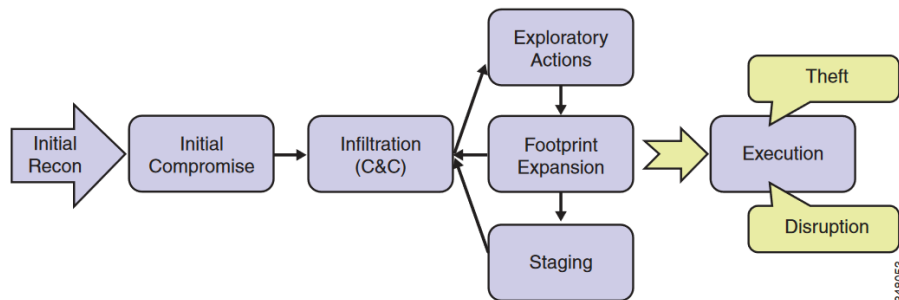 Initial
Recon
Initial
Compromise
Infiltration
(C&C)
Exploratory
Actions
Footprint
Expansion
Staging
Theft
Execution
Disruption